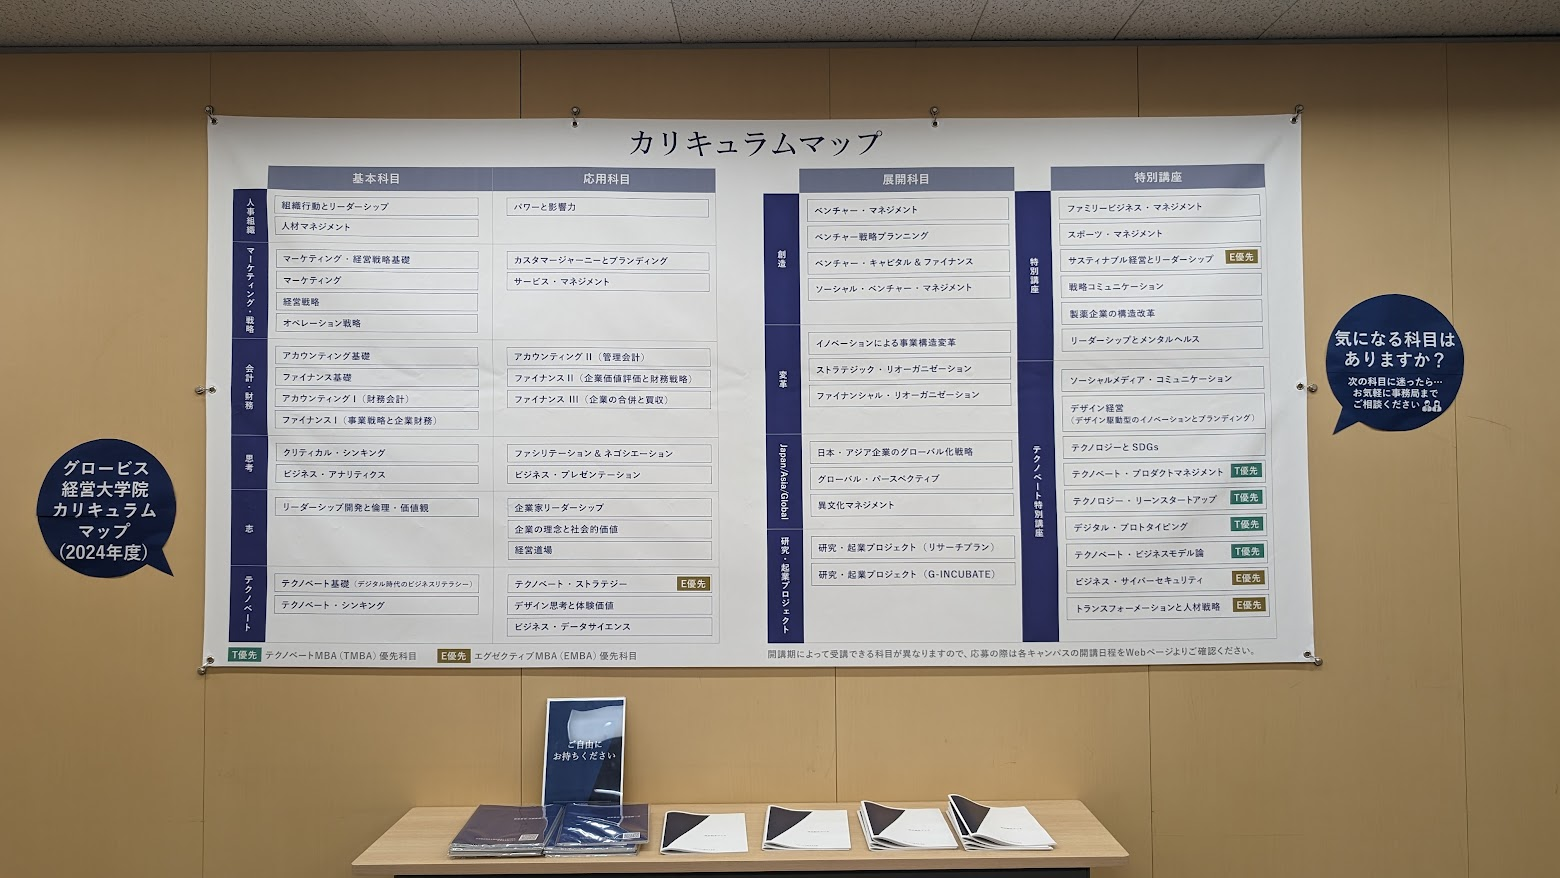 カリキュラムマップ
基本科目
応用科目
人事組織
組織行動とリーダーシップ
人材マネジメント
パワーと影響力
マーケティング・戦略
マーケティング・経営戦略基礎
マーケティング
経営戦略
オペレーション戦略
カスタマージャーニーとブランディング
サービス・マネジメント
会計・財務
アカウンティング基礎
ファイナンス基礎
アカウンティングⅠ（財務会計）
ファイナンスⅠ（事業戦略と企業財務）
アカウンティングⅡ（管理会計）
ファイナンスⅡ（企業価値評価と財務戦略）
ファイナンスⅢ（企業の合併と買収）
思考
クリティカル・シンキング
ビジネス・アナリティクス
ファシリテーション & ネゴシエーション
ビジネス・プレゼンテーション
志
リーダーシップ開発と倫理・価値観
企業家リーダーシップ
企業の理念と社会的価値
経営道場
テクノベート
テクノベート基礎（デジタル時代のビジネスリテラシー）
テクノベート・シンキング
テクノベート・ストラテジー E優先
デザイン思考と体験価値
ビジネス・データサイエンス
T優先 テクノベートMBA（TMBA）優先科目 E優先 エグゼクティブMBA（EMBA）優先科目
展開科目
特別講座
創造
ベンチャー・マネジメント
ベンチャー戦略プランニング
ベンチャー・キャピタル & ファイナンス
ソーシャル・ベンチャー・マネジメント
変革
イノベーションによる事業構造変革
ストラテジック・リオーガニゼーション
ファイナンシャル・リオーガニゼーション
Japan/Asia/Global
日本・アジア企業のグローバル化戦略
グローバル・パースペクティブ
異文化マネジメント
研究・起業プロジェクト
研究・起業プロジェクト（リサーチプラン）
研究・起業プロジェクト（G-INCUBATE）
特別講座
ファミリービジネス・マネジメント
スポーツ・マネジメント
サスティナブル経営とリーダーシップ E優先
戦略コミュニケーション
製薬企業の構造改革
リーダーシップとメンタルヘルス
テクノベート特別講座
ソーシャルメディア・コミュニケーション
デザイン経営
（デザイン駆動型のイノベーションとブランディング）
テクノロジーとSDGs
テクノベート・プロダクトマネジメント T優先
テクノロジー・リーンスタートアップ T優先
デジタル・プロトタイピング T優先
テクノベート・ビジネスモデル論 T優先
ビジネス・サイバーセキュリティ E優先
トランスフォーメーションと人材戦略 E優先
開講期によって受講できる科目が異なりますので、応募の際は各キャンパスの開講日程をWebページよりご確認ください。
グロービス
経営大学院
カリキュラム
マップ
（2024年度）
気になる科目は
ありますか？
次の科目に迷ったら…
お気軽に事務局まで
ご相談ください
ご自由に
お持ちください